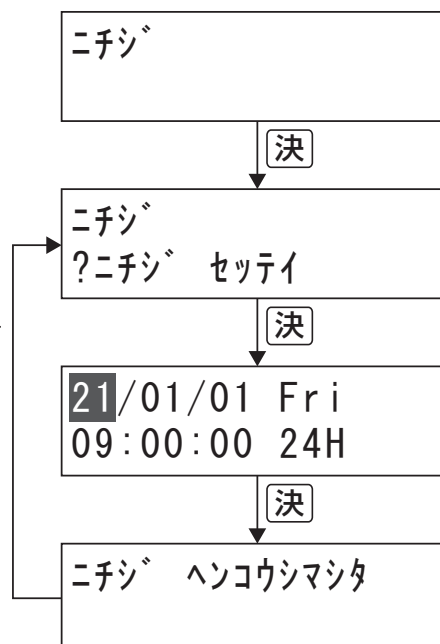 ニチジ
決
ニチジ
?ニチジ セッテイ
決
21/01/01 Fri
09:00:00 24H
決
ニチジ ヘンコウシマシタ